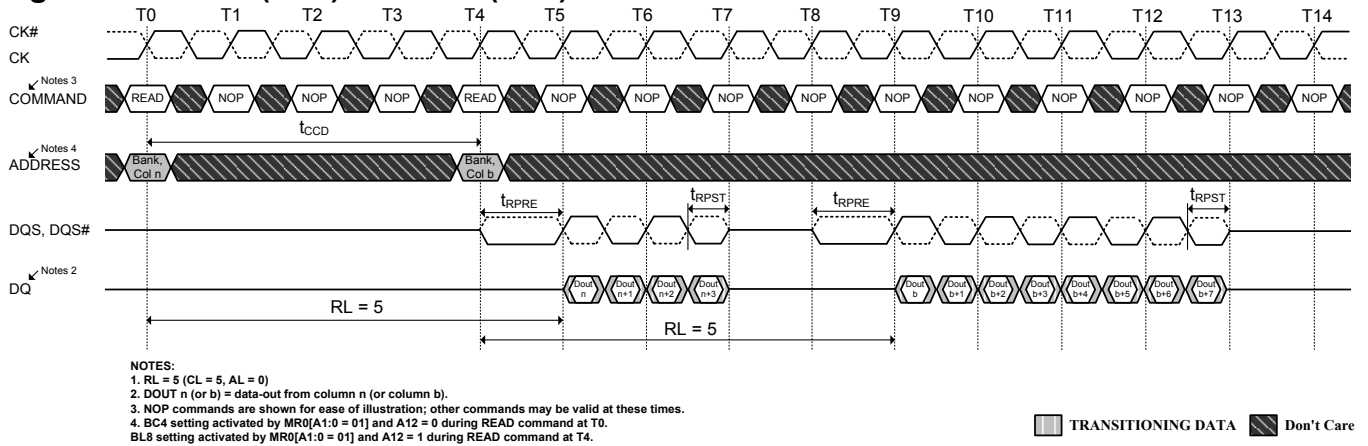 T0 T1 T2 T3 T4 T5 T6 T7 T8 T9 T10 T11 T12 T13 T14
CK#
CK
Notes 3
COMMAND READ NOP NOP NOP READ NOP NOP NOP NOP NOP NOP NOP NOP NOP NOP
tCCD
Notes 4
ADDRESS
Bank, Col n
Bank, Col b
tRPRE tRPST tRPRE tRPST
DQS, DQS#
Notes 2
DQ
Dout n Dout n+1 Dout n+2 Dout n+3 Dout b Dout b+1 Dout b+2 Dout b+3 Dout b+4 Dout b+5 Dout b+6 Dout b+7
RL = 5
RL = 5
NOTES:
1. RL = 5 (CL = 5, AL = 0)
2. DOUT n (or b) = data-out from column n (or column b).
3. NOP commands are shown for ease of illustration; other commands may be valid at these times.
4. BC4 setting activated by MR0[A1:0 = 01] and A12 = 0 during READ command at T0.
BL8 setting activated by MR0[A1:0 = 01] and A12 = 1 during READ command at T4.
TRANSITIONING DATA Don't Care